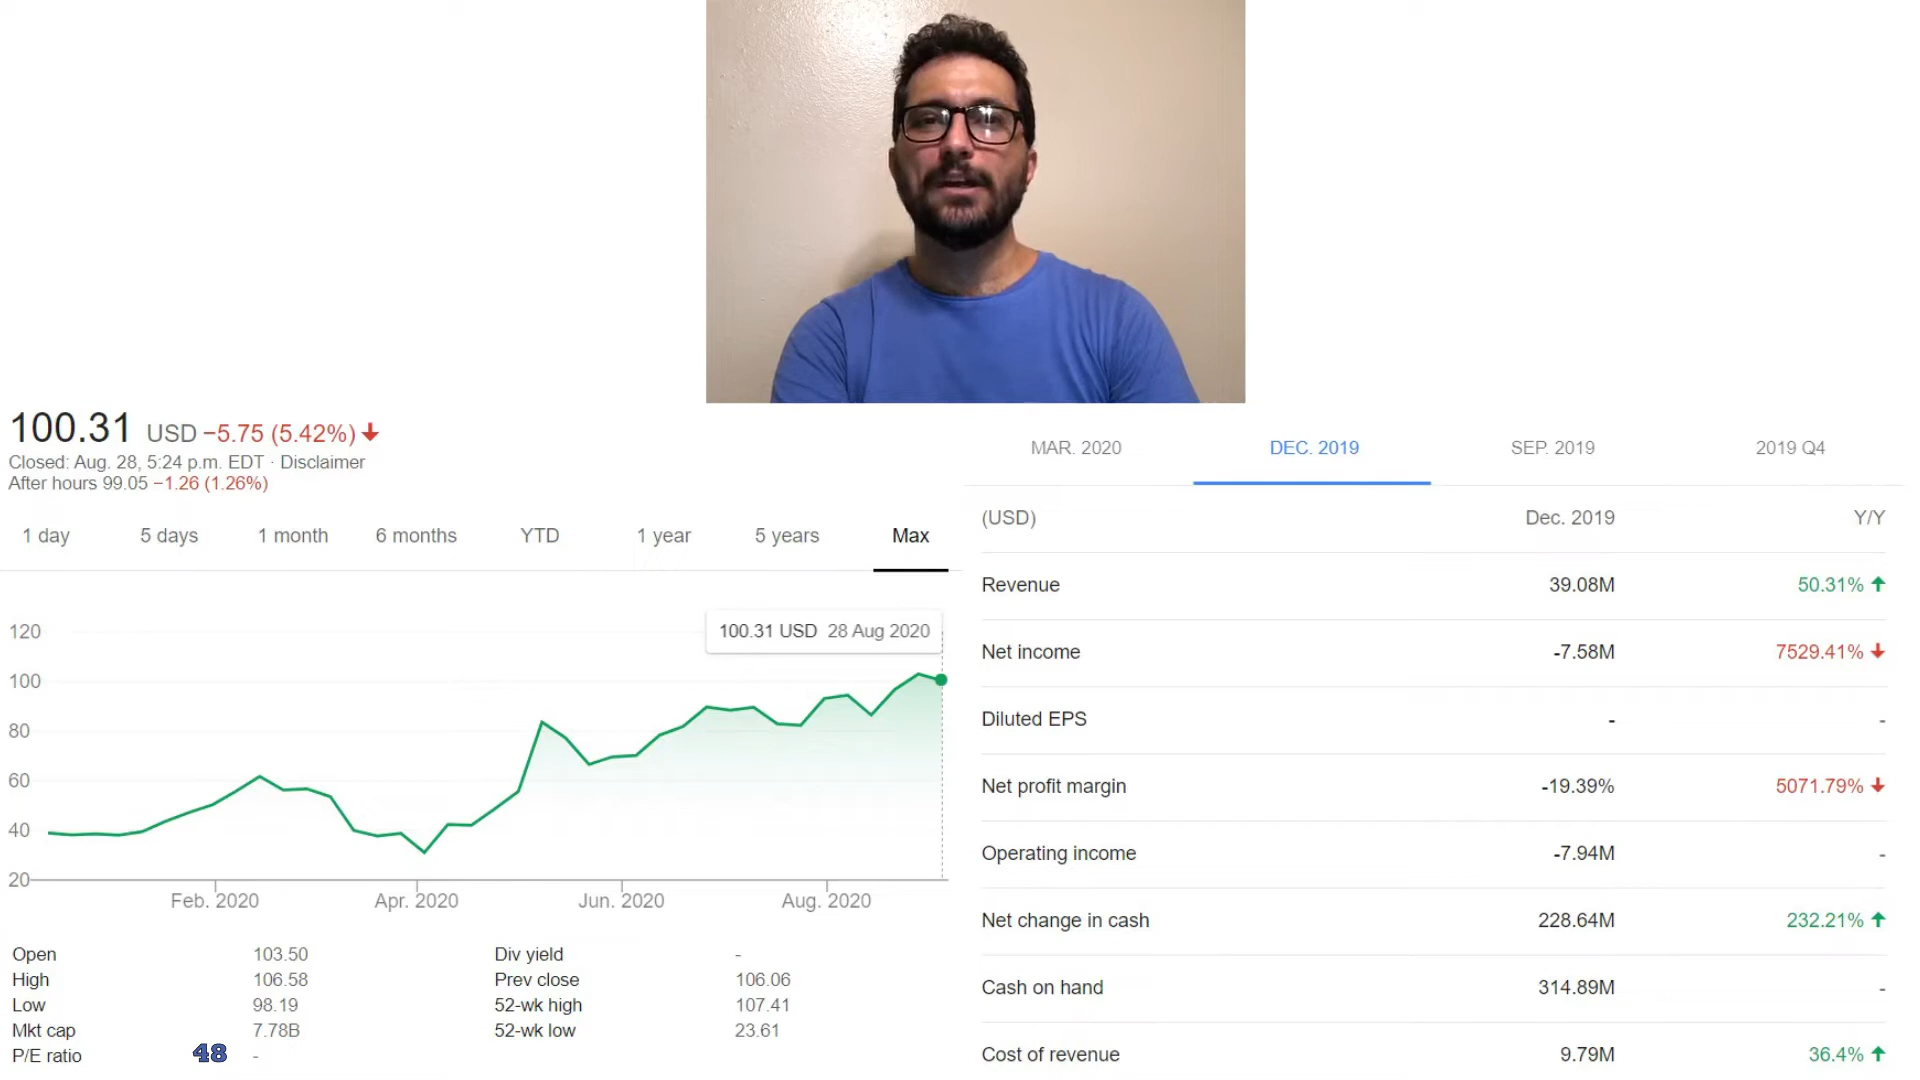 100.31 USD −5.75 (5.42%)
Closed: Aug. 28, 5:24 p.m. EDT · Disclaimer
After hours 99.05 −1.26 (1.26%)
1 day 5 days 1 month 6 months YTD 1 year 5 years Max
100.31 USD 28 Aug 2020
120
100
80
60
40
20
Feb. 2020 Apr. 2020 Jun. 2020 Aug. 2020
Open 103.50 Div yield -
High 106.58 Prev close 106.06
Low 98.19 52-wk high 107.41
Mkt cap 7.78B 52-wk low 23.61
P/E ratio -
48
MAR. 2020 DEC. 2019 SEP. 2019 2019 Q4
(USD) Dec. 2019 Y/Y
Revenue 39.08M 50.31%
Net income -7.58M 7529.41%
Diluted EPS - -
Net profit margin -19.39% 5071.79%
Operating income -7.94M -
Net change in cash 228.64M 232.21%
Cash on hand 314.89M -
Cost of revenue 9.79M 36.4%